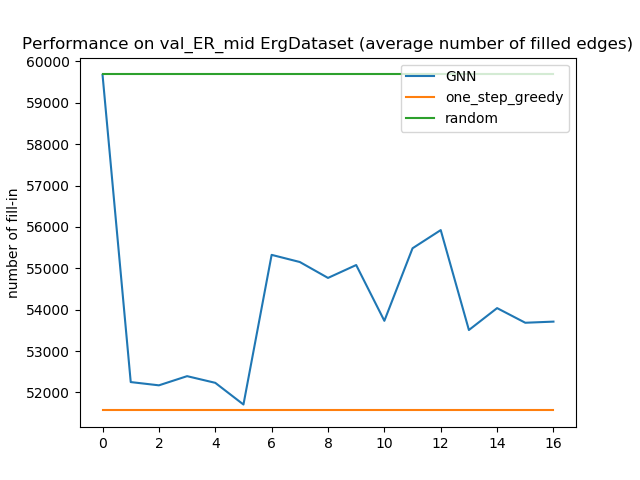 Performance on val_ER_mid ErgDataset (average number of filled edges)
60000
59000
58000
57000
56000
55000
54000
53000
52000
number of fill-in
GNN
one_step_greedy
random
0 2 4 6 8 10 12 14 16